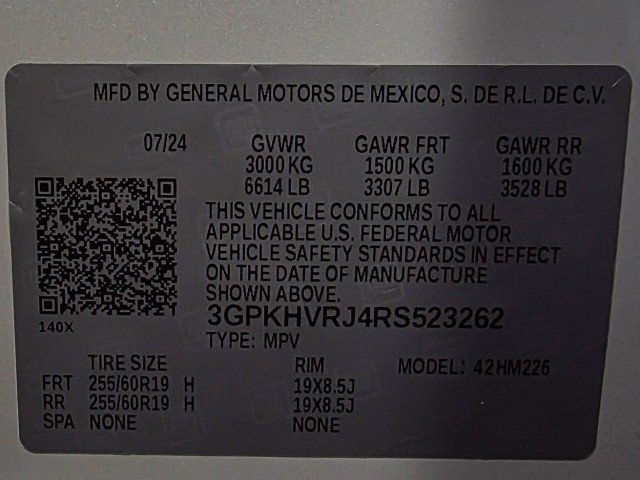 MFD BY GENERAL MOTORS DE MEXICO, S. DE R.L. DE C.V.
07/24 GVWR GAWR FRT GAWR RR
3000 KG 1500 KG 1600 KG
6614 LB 3307 LB 3528 LB
THIS VEHICLE CONFORMS TO ALL
APPLICABLE U.S. FEDERAL MOTOR
VEHICLE SAFETY STANDARDS IN EFFECT
ON THE DATE OF MANUFACTURE
SHOWN ABOVE.
3GPKHVRJ4RS523262
140X
TYPE: MPV
TIRE SIZE RIM MODEL: 42HM226
FRT 255/60R19 H 19X8.5J
RR 255/60R19 H 19X8.5J
SPA NONE NONE